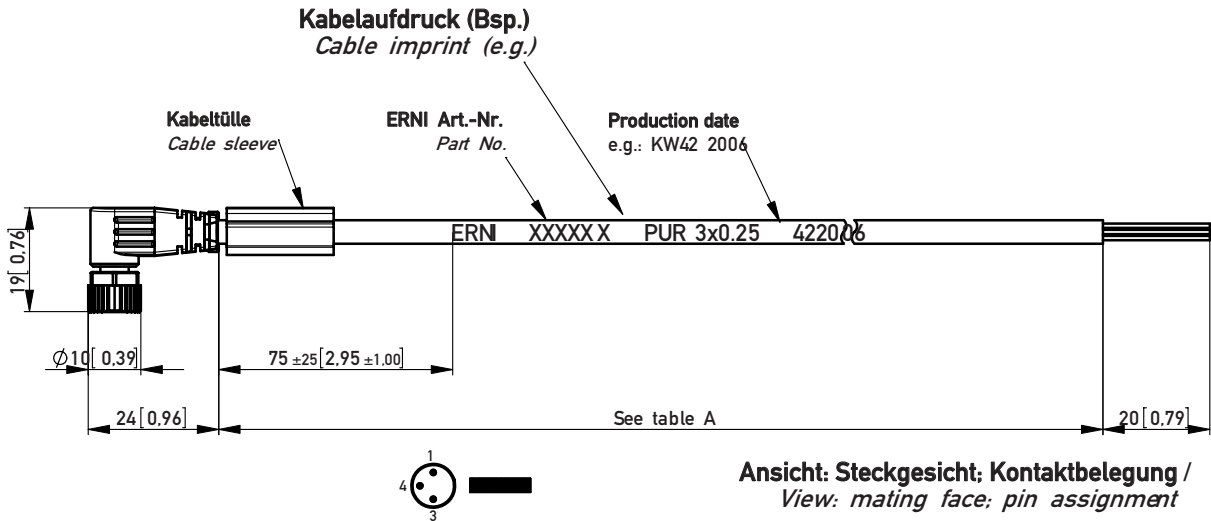 Kabelaufdruck (Bsp.)
Cable imprint (e.g.)
Kabeltülle
Cable sleeve
ERNI Art.-Nr.
Part No.
Production date
e.g.: KW42 2006
ERNI XXXXX X PUR 3x0.25 422006
19[0,76]
Ø10[0,39]
75 ±25[2,95 ±1,00]
24[0,96]
See table A
20[0,79]
1
4
3
Ansicht: Steckgesicht; Kontaktbelegung /
View: mating face; pin assignment